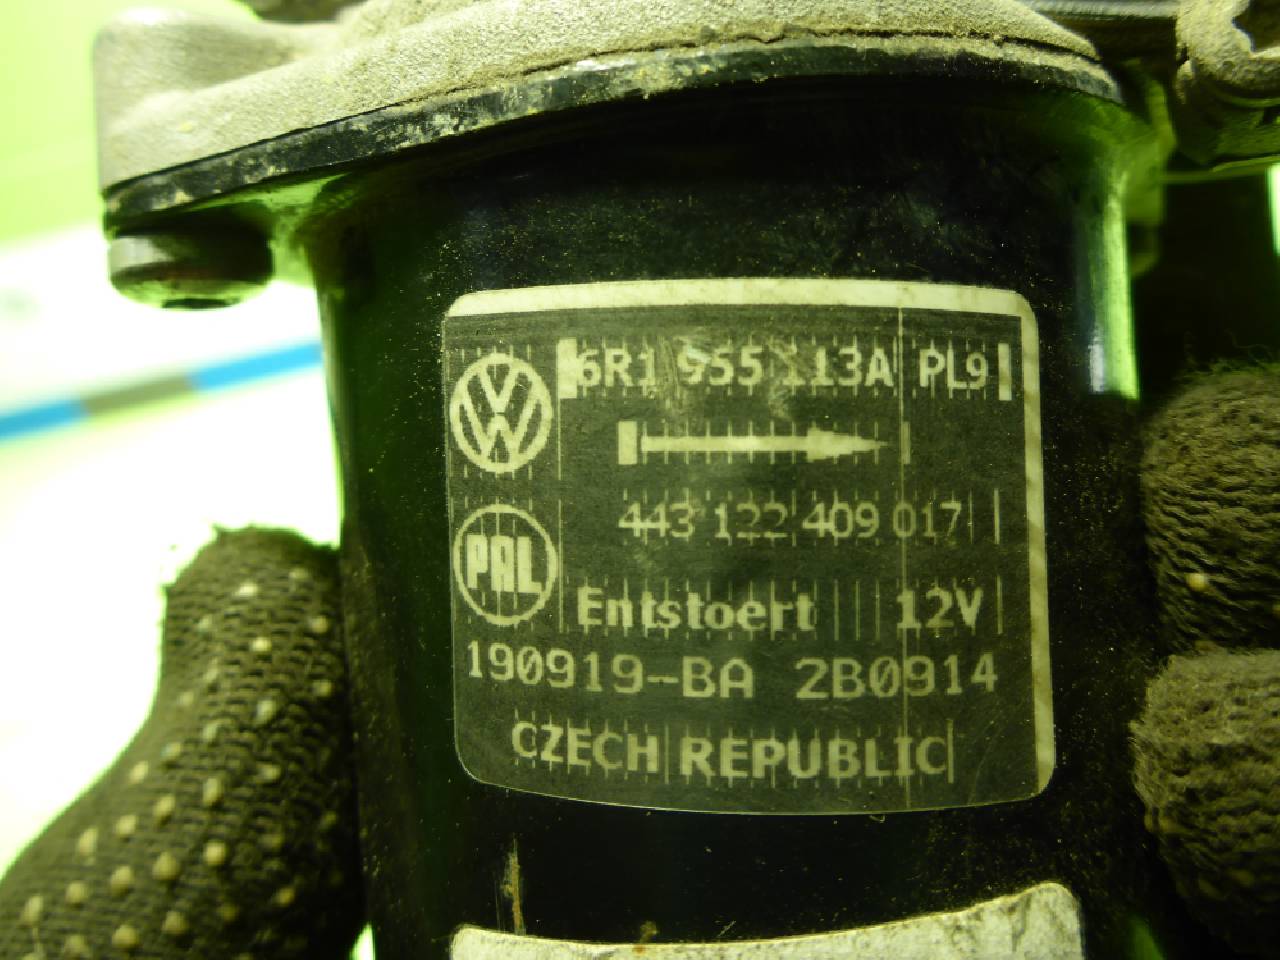 6R1 955 113A PL9
443 122 409 017
PAL
Entstoert 12V
190919-BA 2B0914
CZECH REPUBLIC